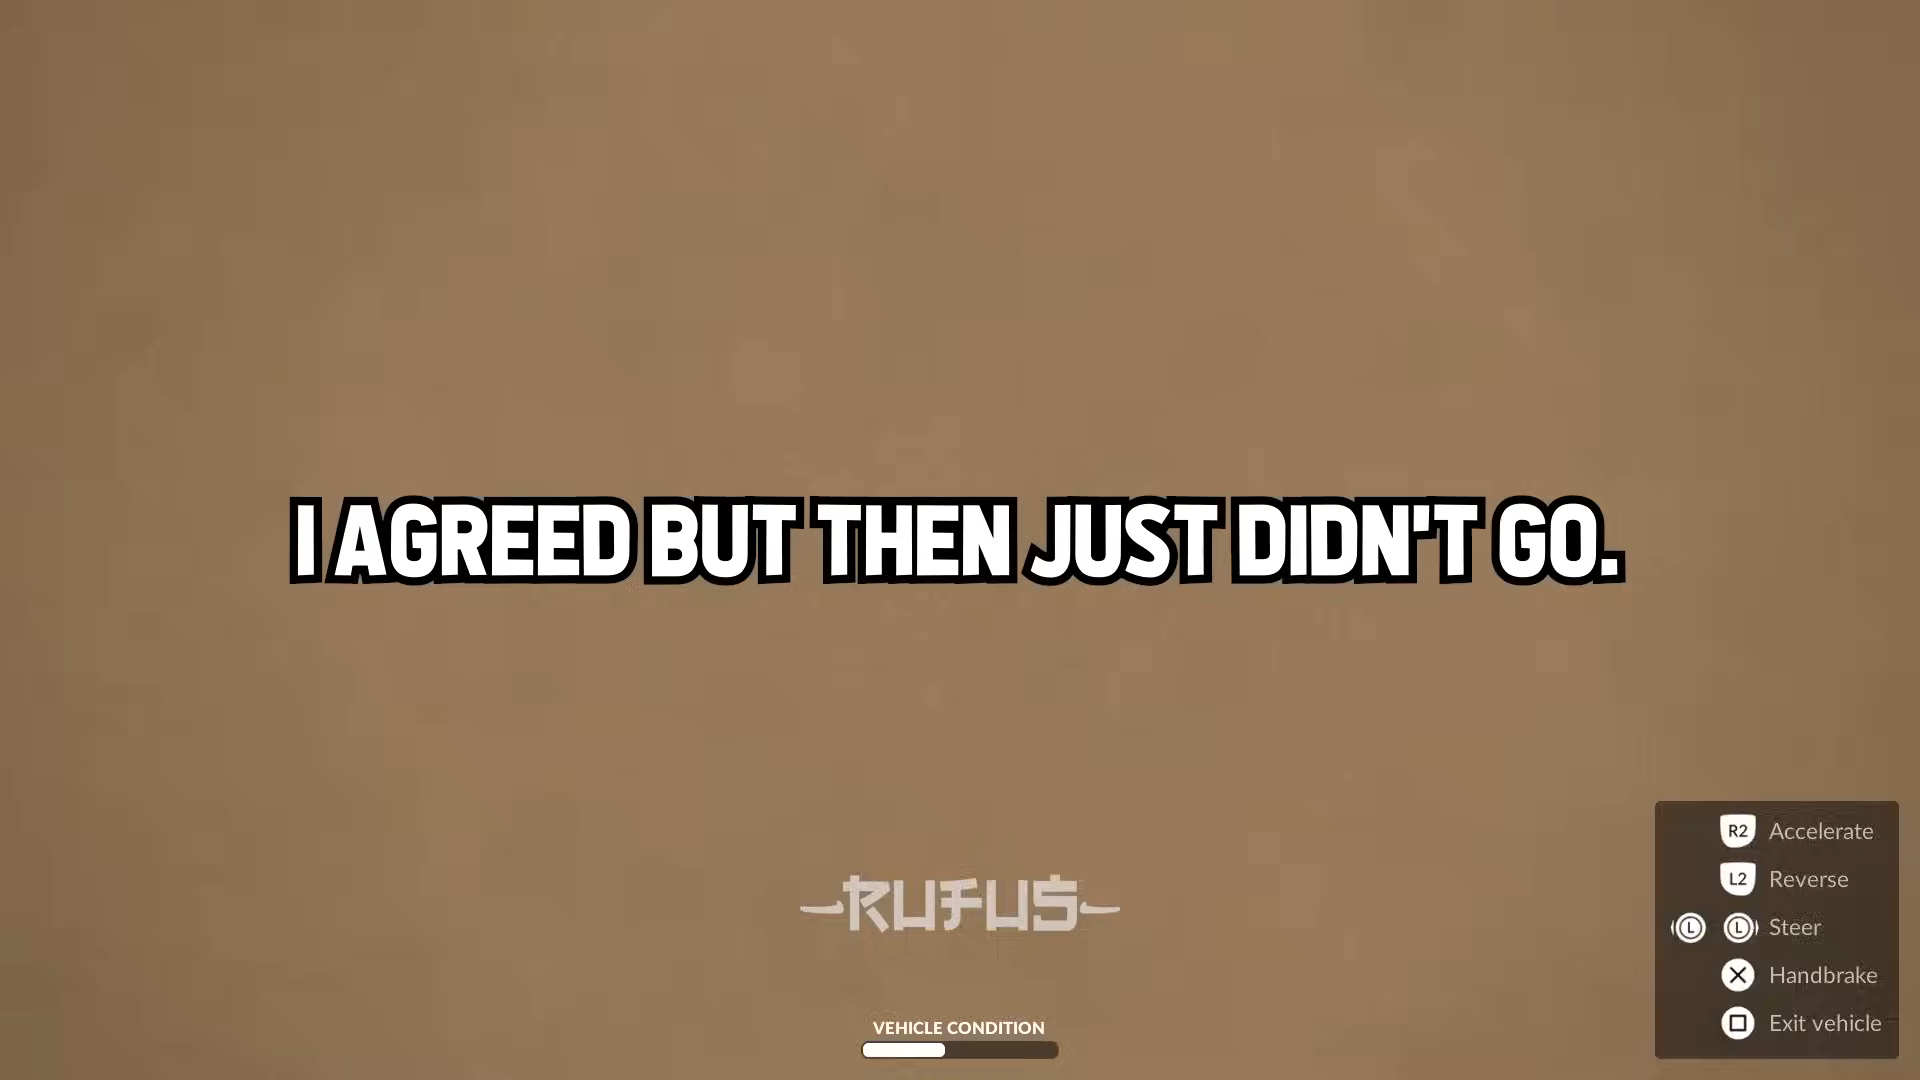 I AGREED BUT THEN JUST DIDN'T GO.
R2 Accelerate
L2 Reverse
L L Steer
Handbrake
Exit vehicle
RUFUS
VEHICLE CONDITION